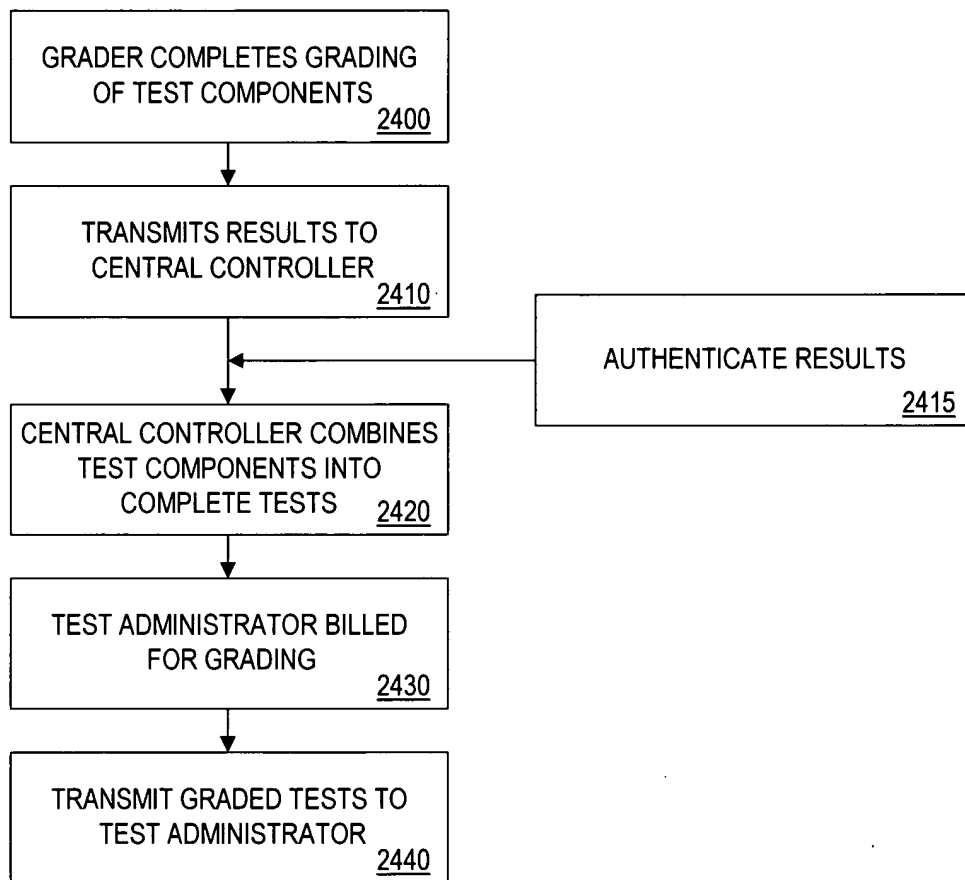 GRADER COMPLETES GRADING
OF TEST COMPONENTS
2400
TRANSMITS RESULTS TO
CENTRAL CONTROLLER
2410
AUTHENTICATE RESULTS
2415
CENTRAL CONTROLLER COMBINES
TEST COMPONENTS INTO
COMPLETE TESTS
2420
TEST ADMINISTRATOR BILLED
FOR GRADING
2430
TRANSMIT GRADED TESTS TO
TEST ADMINISTRATOR
2440